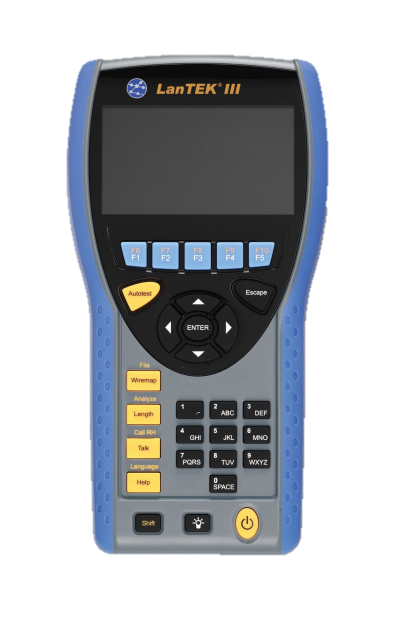 LanTEK® III
F6 F7 F8 F9 F10
F1 F2 F3 F4 F5
Autotest
Escape
ENTER
File
Wiremap
Analyze
Length
Call RH
Talk
Language
Help
1 .-
2 ABC
3 DEF
4 GHI
5 JKL
6 MNO
7 PQRS
8 TUV
9 WXYZ
0 SPACE
Shift